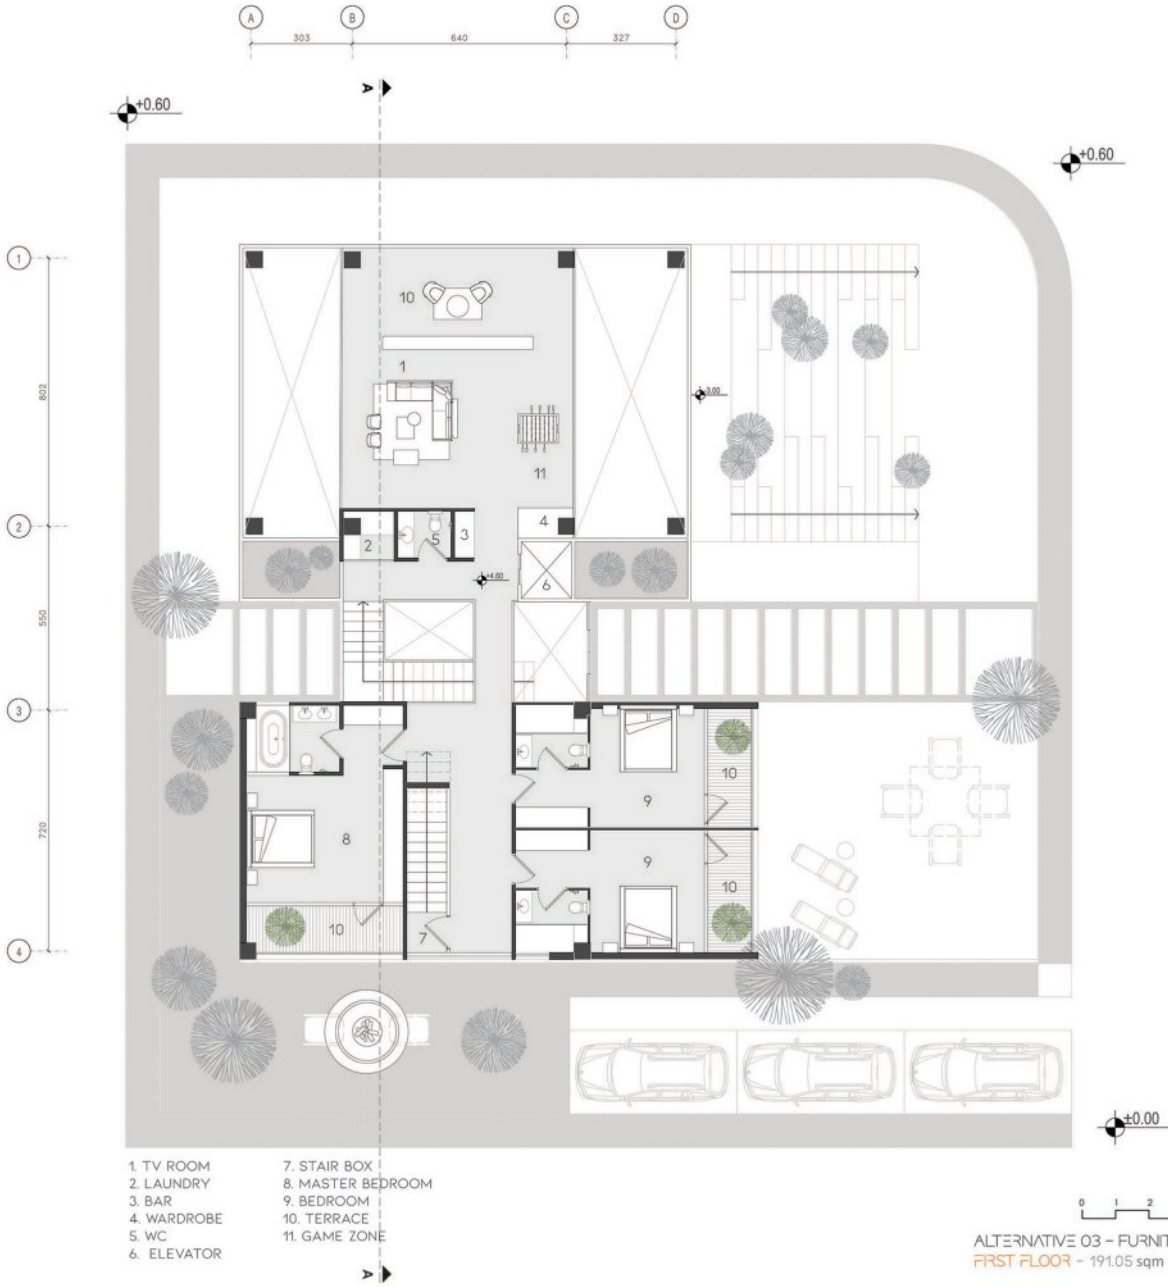 A B C D
303 640 327
A
+0.60
+0.60
1
10
1
802
3.00
11
2
4
2 5 3
6
+4.60
550
3
10
9
720
8
9
10
10
7
4
±0.00
1. TV ROOM
2. LAUNDRY
3. BAR
4. WARDROBE
5. WC
6. ELEVATOR
7. STAIR BOX
8. MASTER BEDROOM
9. BEDROOM
10. TERRACE
11. GAME ZONE
0 1 2
ALTERNATIVE 03 - FURNIT
FIRST FLOOR - 191.05 sqm
A